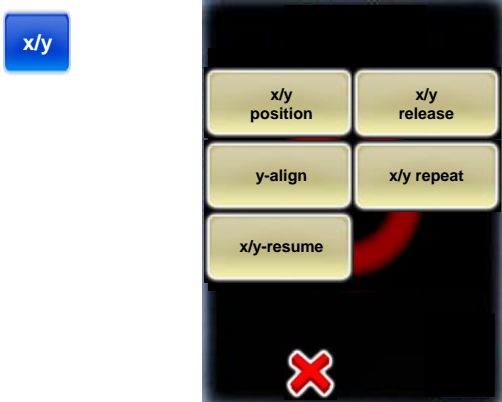 x/y
x/y
position
x/y
release
y-align
x/y repeat
x/y-resume